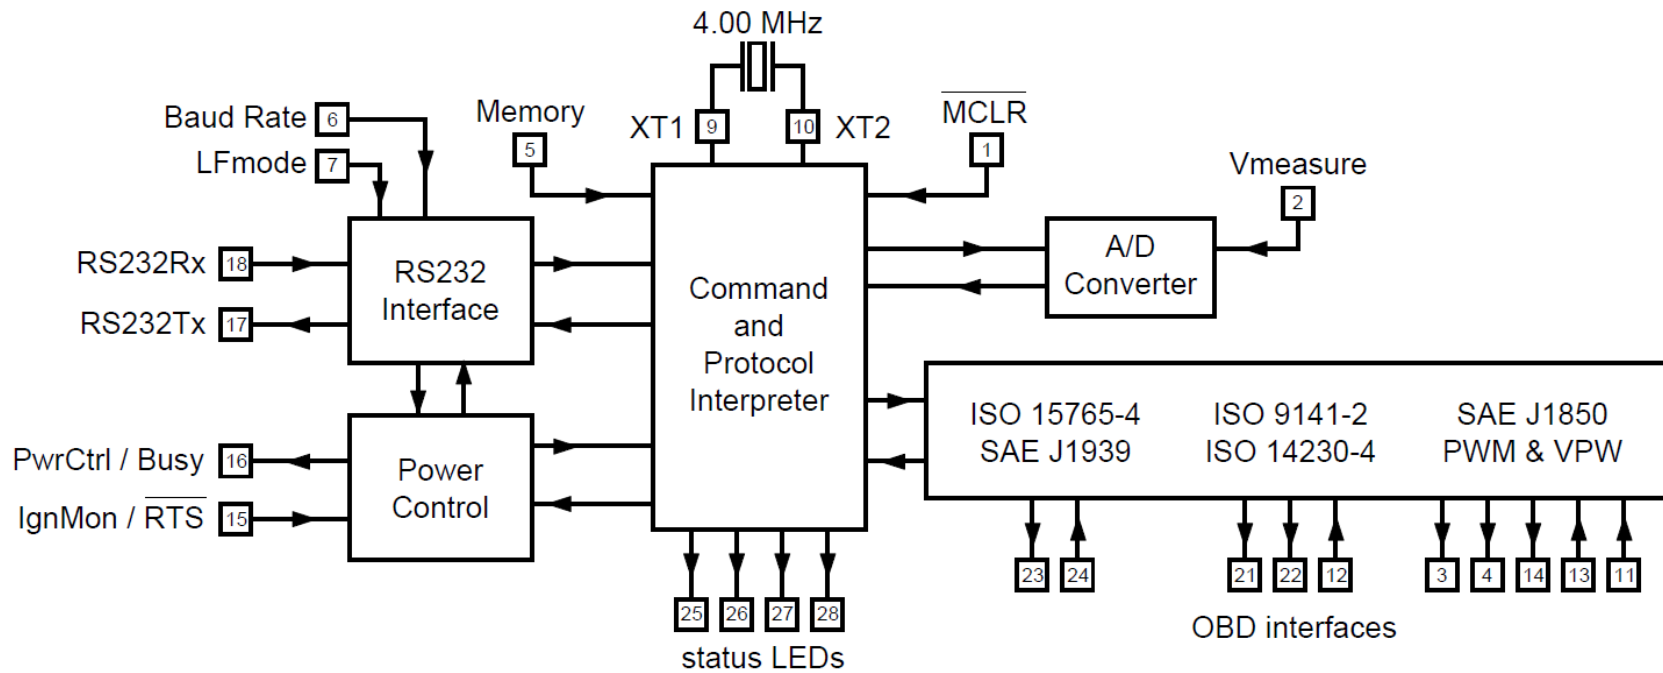 4.00 MHz
Baud Rate 6
LFmode 7
Memory
5
XT1 9
10 XT2
MCLR
1
Vmeasure
2
RS232Rx 18
RS232Tx 17
RS232
Interface
A/D
Converter
Command
and
Protocol
Interpreter
PwrCtrl / Busy 16
IgnMon / RTS 15
Power
Control
ISO 15765-4
SAE J1939
ISO 9141-2
ISO 14230-4
SAE J1850
PWM & VPW
23 24 21 22 12 3 4 14 13 11
OBD interfaces
25 26 27 28
status LEDs